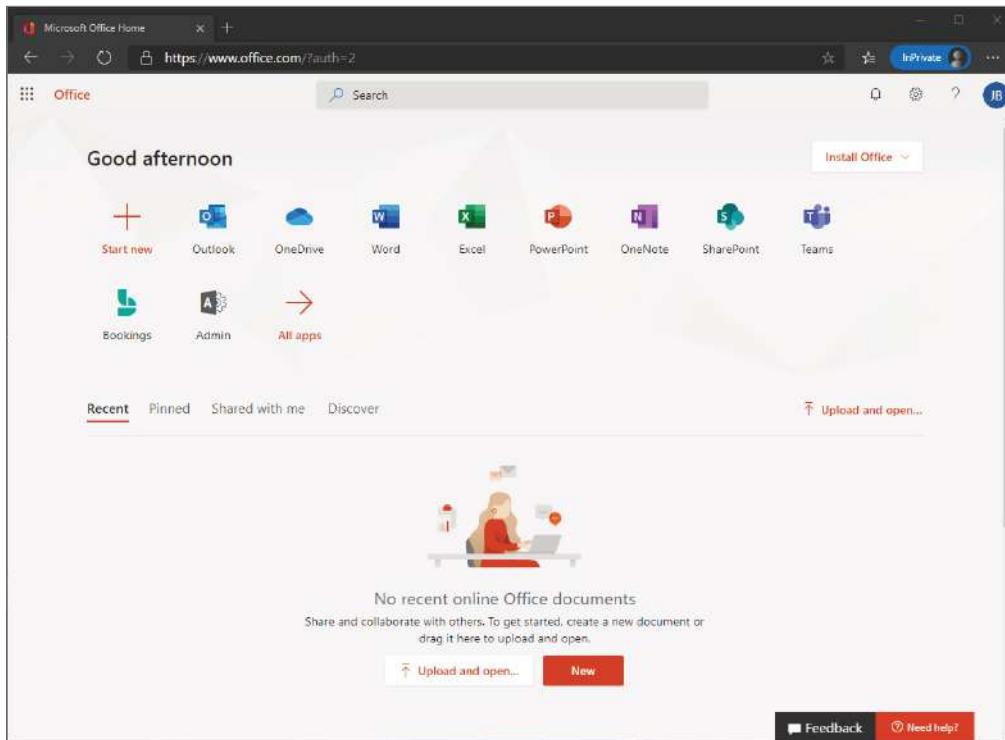 Microsoft Office Home
https://www.office.com/?auth=2
InPrivate
Office
Search
JB
Good afternoon
Install Office
Start new
Outlook
OneDrive
Word
Excel
PowerPoint
OneNote
SharePoint
Teams
Bookings
Admin
All apps
Recent Pinned Shared with me Discover
Upload and open...
No recent online Office documents
Share and collaborate with others. To get started, create a new document or
drag it here to upload and open.
Upload and open...
New
Feedback
Need help?